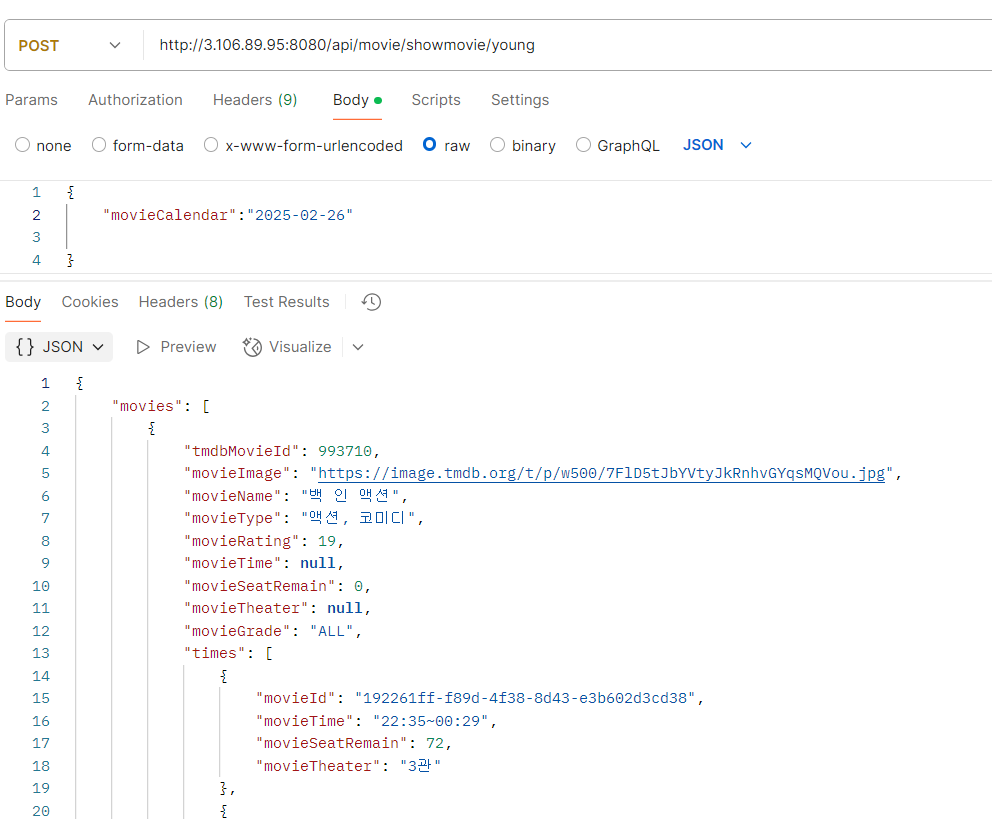 POST http://3.106.89.95:8080/api/movie/showmovie/young
Params Authorization Headers (9) Body Scripts Settings
none form-data x-www-form-urlencoded raw binary GraphQL JSON
1 {
2 "movieCalendar":"2025-02-26"
3
4 }
Body Cookies Headers (8) Test Results
{} JSON Preview Visualize
1 {
2 "movies": [
3 {
4 "tmdbMovieId": 993710,
5 "movieImage": "https://image.tmdb.org/t/p/w500/7FlD5tJbYVtyJkRnhvGYqsMQVou.jpg",
6 "movieName": "백 인 액션",
7 "movieType": "액션, 코미디",
8 "movieRating": 19,
9 "movieTime": null,
10 "movieSeatRemain": 0,
11 "movieTheater": null,
12 "movieGrade": "ALL",
13 "times": [
14 {
15 "movieId": "192261ff-f89d-4f38-8d43-e3b602d3cd38",
16 "movieTime": "22:35~00:29",
17 "movieSeatRemain": 72,
18 "movieTheater": "3관"
19 },
20 {